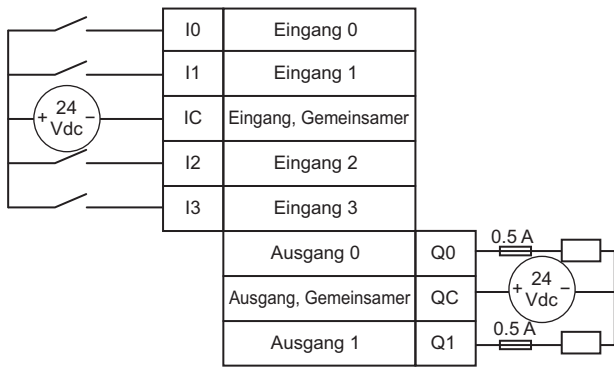 I0 Eingang 0
I1 Eingang 1
+ 24 Vdc − IC Eingang, Gemeinsamer
I2 Eingang 2
I3 Eingang 3
Ausgang 0 Q0 0.5 A
Ausgang, Gemeinsamer QC + 24 Vdc −
Ausgang 1 Q1 0.5 A